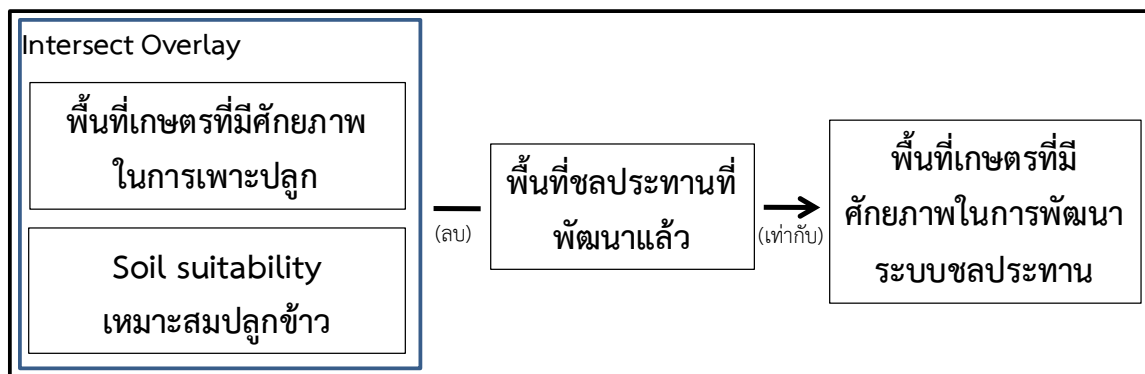 Intersect Overlay
พื้นที่เกษตรที่มีศักยภาพ
ในการเพาะปลูก
Soil suitability
เหมาะสมปลูกข้าว
(ลบ)
พื้นที่ชลประทานที่
พัฒนาแล้ว
(เท่ากับ)
พื้นที่เกษตรที่มี
ศักยภาพในการพัฒนา
ระบบชลประทาน